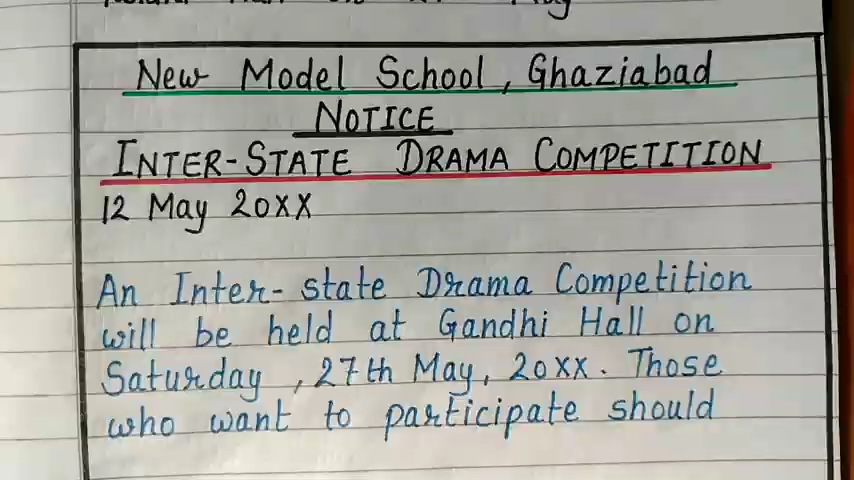 New Model School, Ghaziabad
NOTICE
INTER-STATE DRAMA COMPETITION
12 May 20XX
An Inter-state Drama Competition
will be held at Gandhi Hall on
Saturday, 27th May, 20xx. Those
who want to participate should